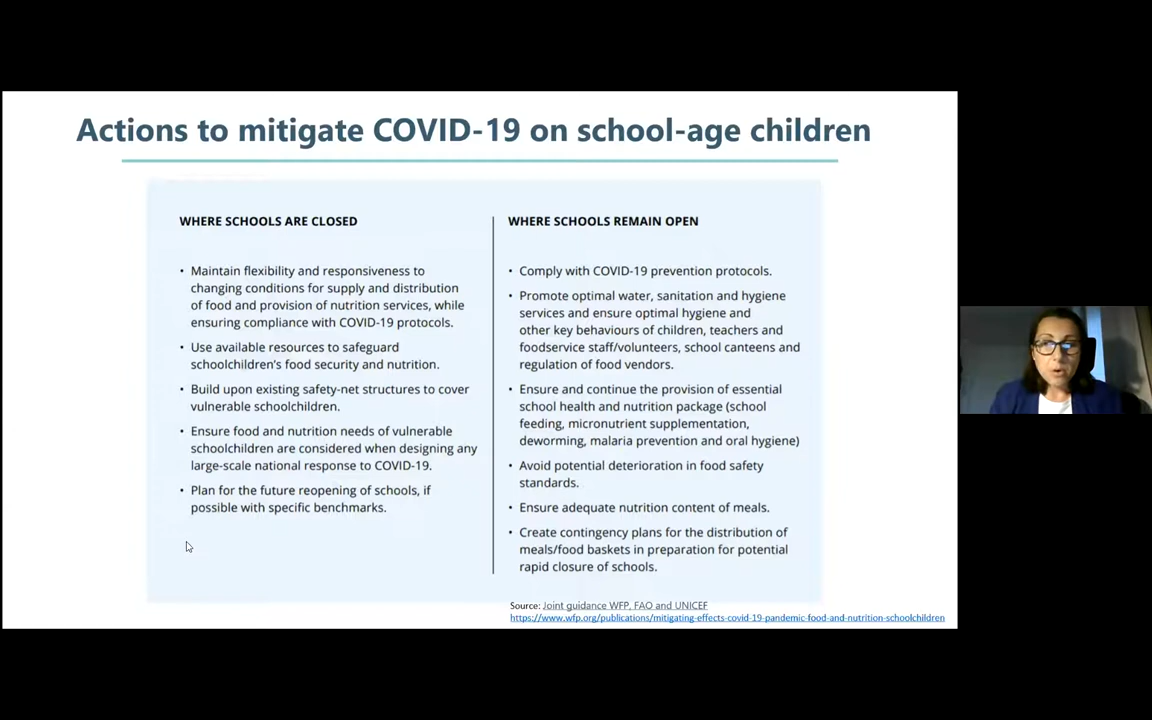 Actions to mitigate COVID-19 on school-age children
WHERE SCHOOLS ARE CLOSED
• Maintain flexibility and responsiveness to
changing conditions for supply and distribution
of food and provision of nutrition services, while
ensuring compliance with COVID-19 protocols.
• Use available resources to safeguard
schoolchildren's food security and nutrition.
• Build upon existing safety-net structures to cover
vulnerable schoolchildren.
• Ensure food and nutrition needs of vulnerable
schoolchildren are considered when designing any
large-scale national response to COVID-19.
• Plan for the future reopening of schools, if
possible with specific benchmarks.
WHERE SCHOOLS REMAIN OPEN
• Comply with COVID-19 prevention protocols.
• Promote optimal water, sanitation and hygiene
services and ensure optimal hygiene and
other key behaviours of children, teachers and
foodservice staff/volunteers, school canteens and
regulation of food vendors.
• Ensure and continue the provision of essential
school health and nutrition package (school
feeding, micronutrient supplementation,
deworming, malaria prevention and oral hygiene)
• Avoid potential deterioration in food safety
standards.
• Ensure adequate nutrition content of meals.
• Create contingency plans for the distribution of
meals/food baskets in preparation for potential
rapid closure of schools.
Source: Joint guidance WFP, FAO and UNICEF
https://www.wfp.org/publications/mitigating-effects-covid-19-pandemic-food-and-nutrition-schoolchildren